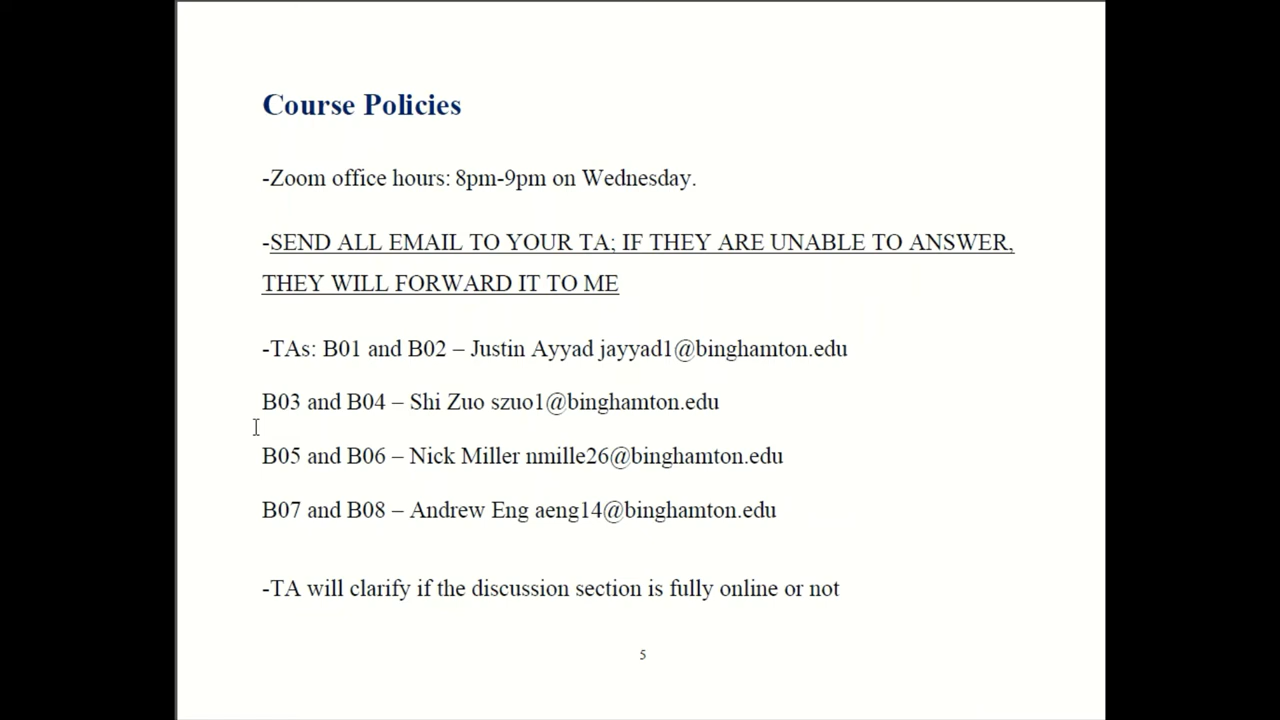 Course Policies
-Zoom office hours: 8pm-9pm on Wednesday.
-SEND ALL EMAIL TO YOUR TA; IF THEY ARE UNABLE TO ANSWER,
THEY WILL FORWARD IT TO ME
-TAs: B01 and B02 – Justin Ayyad jayyad1@binghamton.edu
B03 and B04 – Shi Zuo szuo1@binghamton.edu
B05 and B06 – Nick Miller nmille26@binghamton.edu
B07 and B08 – Andrew Eng aeng14@binghamton.edu
-TA will clarify if the discussion section is fully online or not
5